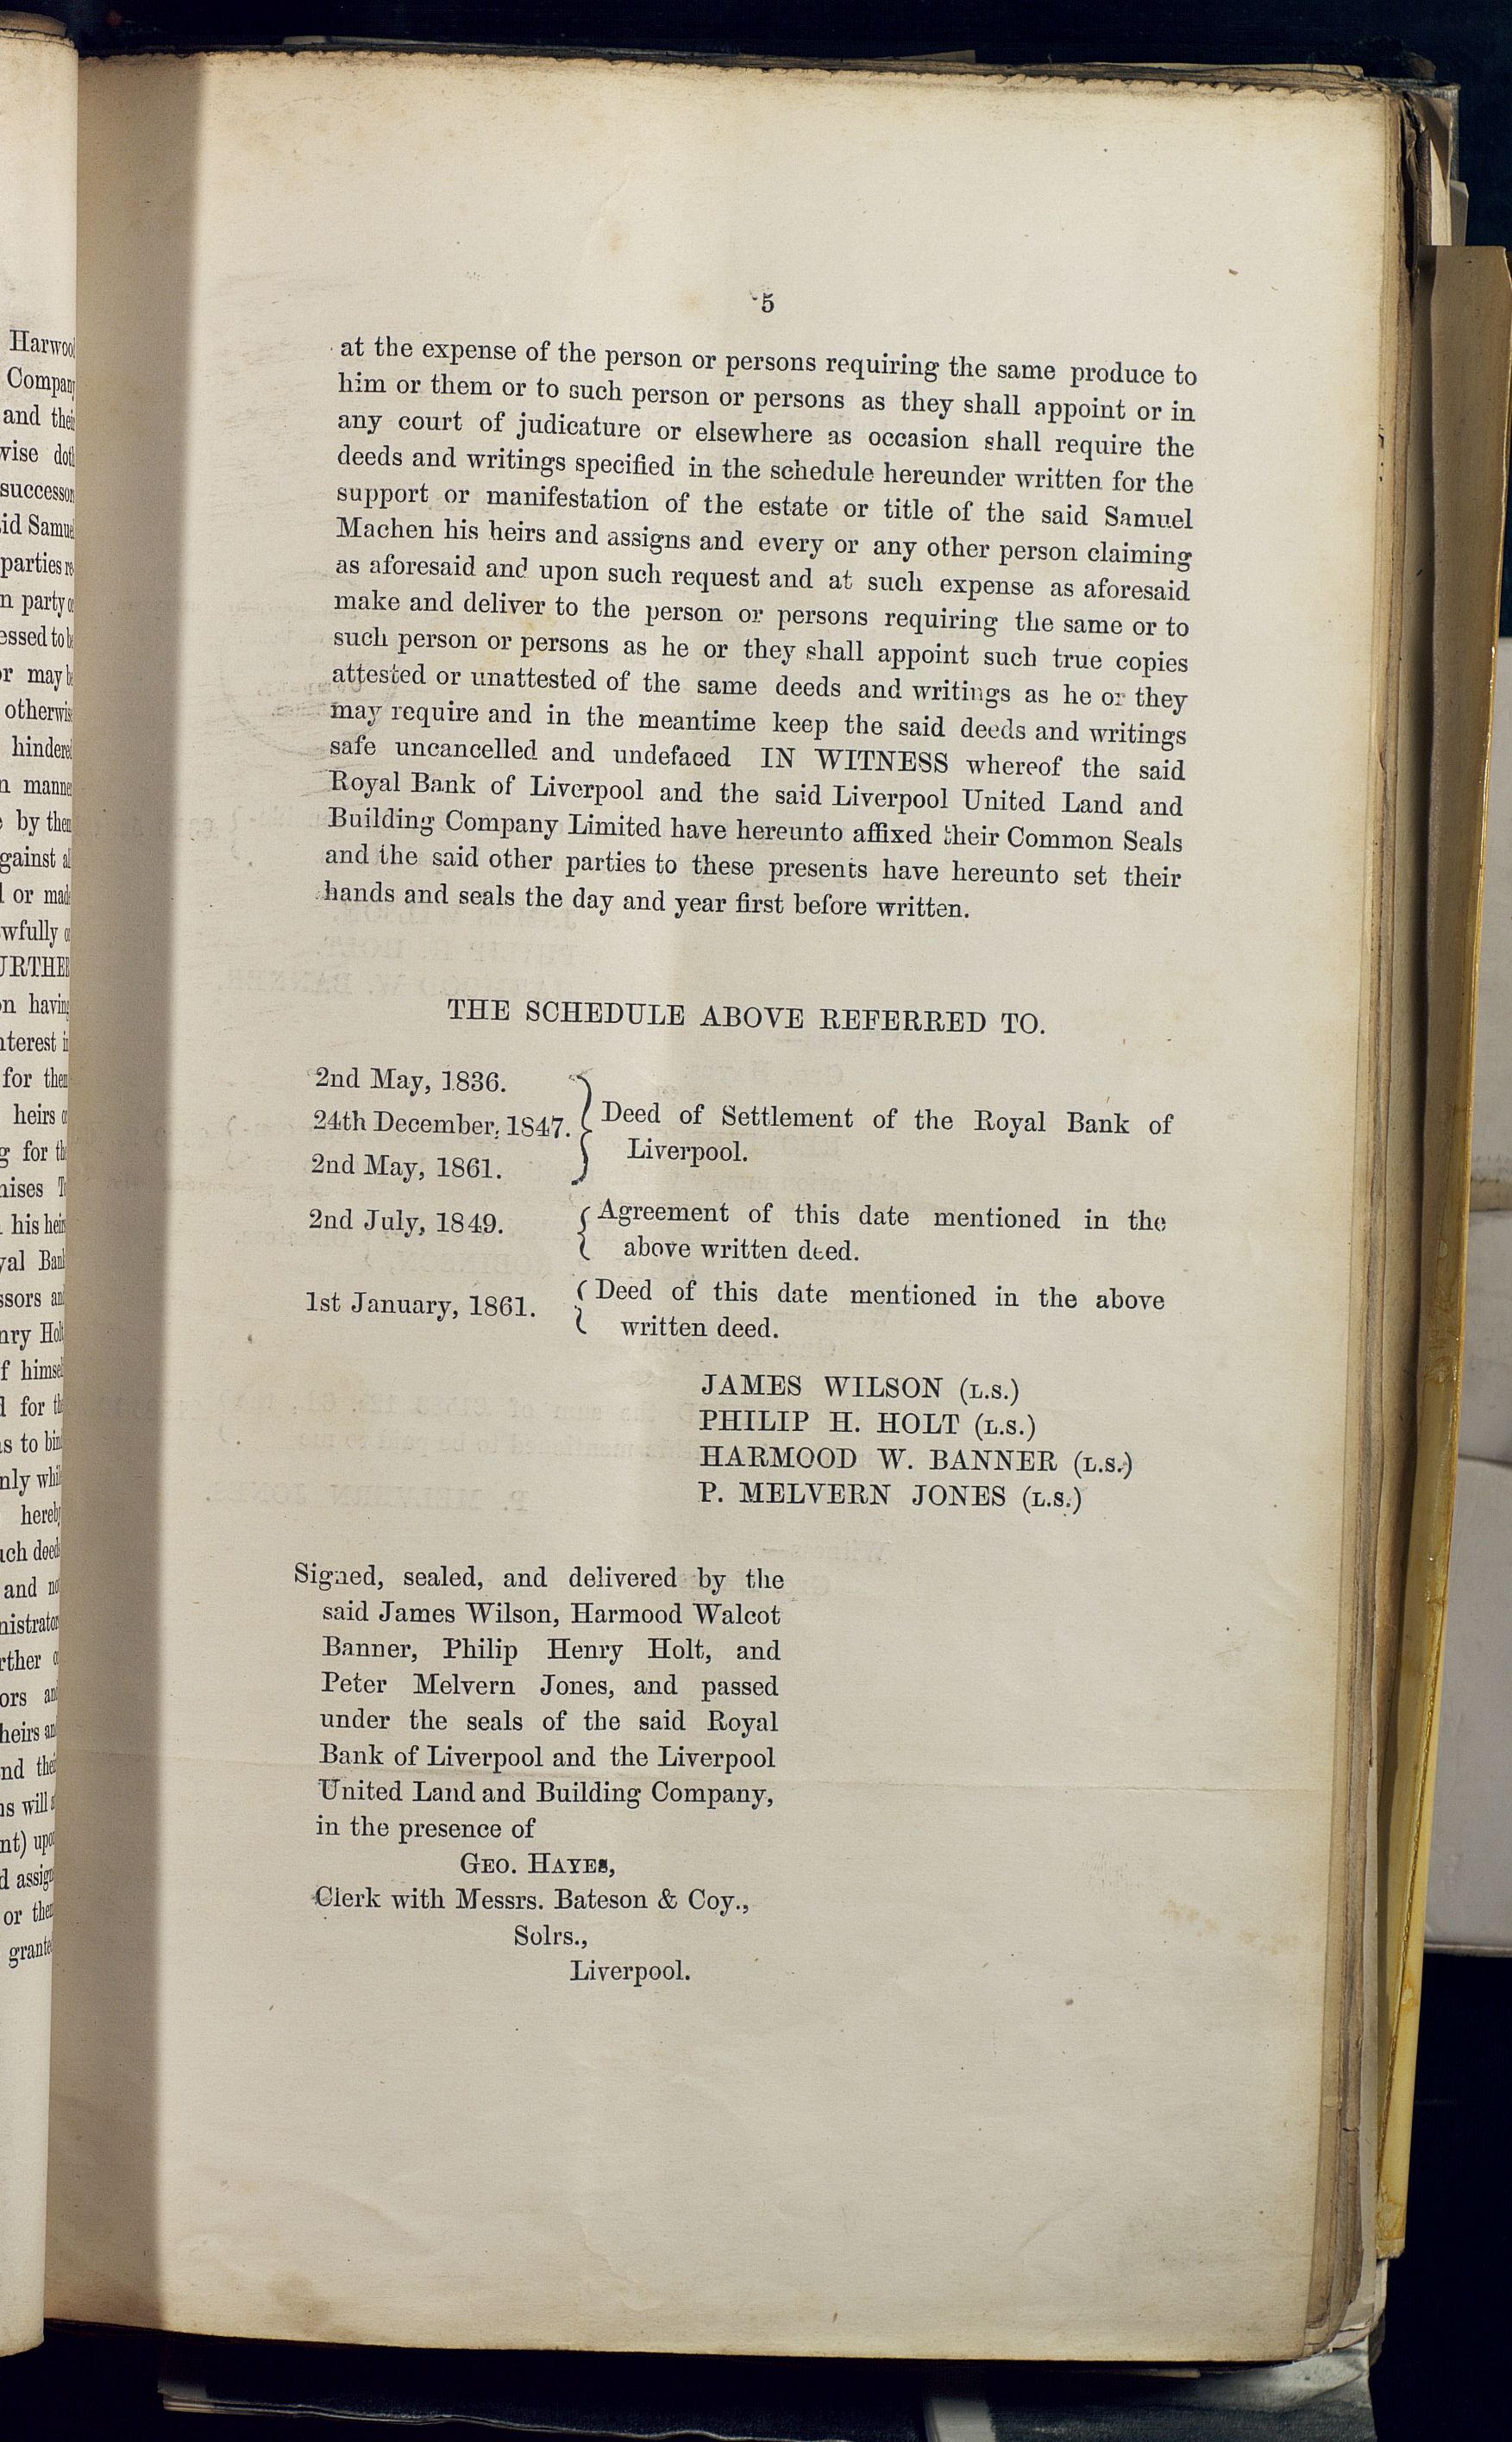 5
at the expense of the person or persons requiring the same produce to
him or them or to such person or persons as they shall appoint or in
any court of judicature or elsewhere as occasion shall require the
deeds and writings specified in the schedule hereunder written for the
support or manifestation of the estate or title of the said Samuel
Machen his heirs and assigns and every or any other person claiming
as aforesaid and upon such request and at such expense as aforesaid
make and deliver to the person or persons requiring the same or to
such person or persons as he or they shall appoint such true copies
attested or unattested of the same deeds and writings as he or they
may require and in the meantime keep the said deeds and writings
safe uncancelled and undefaced IN WITNESS whereof the said
Royal Bank of Liverpool and the said Liverpool United Land and
Building Company Limited have hereunto affixed their Common Seals
and the said other parties to these presents have hereunto set their
hands and seals the day and year first before written.
THE SCHEDULE ABOVE REFERRED TO.
2nd May, 1836.
24th December, 1847.
2nd May, 1861.
Deed of Settlement of the Royal Bank of
Liverpool.
2nd July, 1849.
Agreement of this date mentioned in the
above written deed.
1st January, 1861.
Deed of this date mentioned in the above
written deed.
JAMES WILSON (L.S.)
PHILIP H. HOLT (L.S.)
HARMOOD W. BANNER (L.S.)
P. MELVERN JONES (L.S.)
Signed, sealed, and delivered by the
said James Wilson, Harmood Walcot
Banner, Philip Henry Holt, and
Peter Melvern Jones, and passed
under the seals of the said Royal
Bank of Liverpool and the Liverpool
United Land and Building Company,
in the presence of
GEO. HAYES,
Clerk with Messrs. Bateson & Coy.,
Solrs.,
Liverpool.